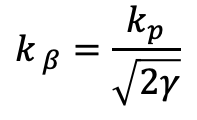 k_β = k_p / √(2γ)